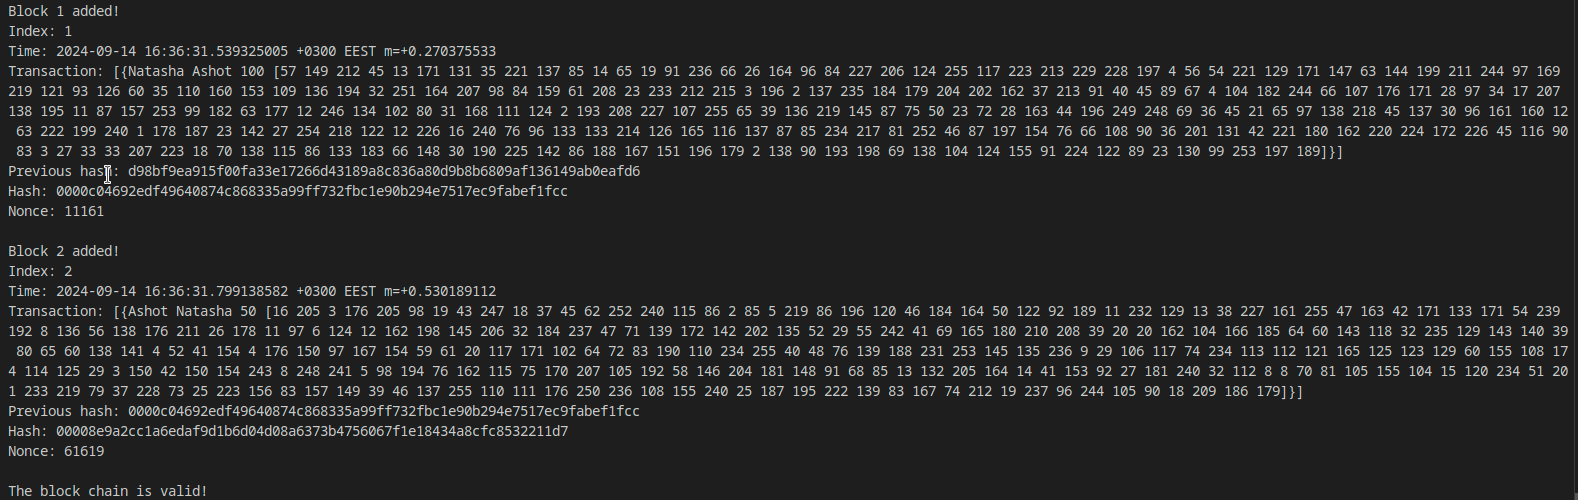 Block 1 added!
Index: 1
Time: 2024-09-14 16:36:31.539325005 +0300 EEST m=+0.270375533
Transaction: [{Natasha Ashot 100 [57 149 212 45 13 171 131 35 221 137 85 14 65 19 91 236 66 26 164 96 84 227 206 124 255 117 223 213 229 228 197 4 56 54 221 129 171 147 63 144 199 211 244 97 169
219 121 93 126 60 35 110 160 153 109 136 194 32 251 164 207 98 84 159 61 208 23 233 212 215 3 196 2 137 235 184 179 204 202 162 37 213 91 40 45 89 67 4 104 182 244 66 107 176 171 28 97 34 17 207
138 195 11 87 157 253 99 182 63 177 12 246 134 102 80 31 168 111 124 2 193 208 227 107 255 65 39 136 219 145 87 75 50 23 72 28 163 44 196 249 248 69 36 45 21 65 97 138 218 45 137 30 96 161 160 12
63 222 199 240 1 178 187 23 142 27 254 218 122 12 226 16 240 76 96 133 133 214 126 165 116 137 87 85 234 217 81 252 46 87 197 154 76 66 108 90 36 201 131 42 221 180 162 220 224 172 226 45 116 90
83 3 27 33 33 207 223 18 70 138 115 86 133 183 66 148 30 190 225 142 86 188 167 151 196 179 2 138 90 193 139 69 138 104 124 155 91 224 122 89 23 130 99 253 197 189]}]
Previous hash: d98bf9ea915f00fa33e17266d43189a8c836a80d9b8b6809af136149ab0eafd6
Hash: 0000c04692edf49640874c868335a99ff732fbc1e90b294e7517ec9fabef1fcc
Nonce: 11161
Block 2 added!
Index: 2
Time: 2024-09-14 16:36:31.799138582 +0300 EEST m=+0.530189112
Transaction: [{Ashot Natasha 50 [16 205 3 176 205 98 19 43 247 18 37 45 62 252 240 115 86 2 85 5 219 86 196 120 46 184 164 50 122 92 189 11 232 129 13 38 227 161 255 47 163 42 171 133 171 54 239
192 8 136 56 138 176 211 26 178 11 97 6 124 12 162 198 145 206 32 184 237 47 71 139 172 142 202 135 52 29 55 242 41 69 165 180 210 208 39 20 20 162 104 166 185 64 60 143 118 32 235 129 143 140 39
80 65 60 138 141 4 52 41 154 4 176 150 97 167 154 59 61 20 117 171 102 64 72 83 190 110 234 255 40 48 76 139 188 231 253 145 135 236 9 29 106 117 74 234 113 112 121 165 125 123 129 60 155 108 17
4 114 125 29 3 150 42 150 154 243 8 248 241 5 98 194 76 162 115 75 170 207 105 192 58 146 204 181 148 91 68 85 13 132 205 164 14 41 153 92 27 181 240 32 112 8 8 70 81 105 155 104 15 120 234 51 20
1 233 219 79 37 228 73 25 223 156 83 157 149 39 46 137 255 110 111 176 250 236 108 155 240 25 187 195 222 139 83 167 74 212 19 237 96 244 105 90 18 209 186 179]}]
Previous hash: 0000c04692edf49640874c868335a99ff732fbc1e90b294e7517ec9fabef1fcc
Hash: 00008e9a2cc1a6edaf9d1b6d04d08a6373b4756067f1e18434a8cfc8532211d7
Nonce: 61619
The block chain is valid!